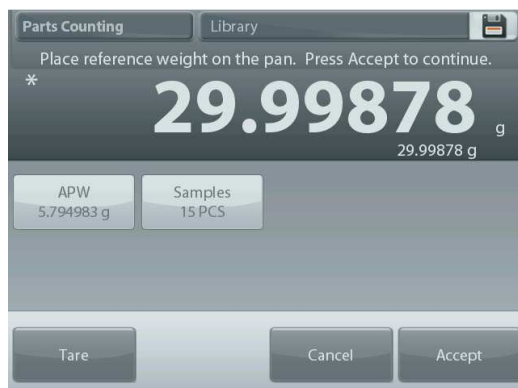 Parts Counting
Library
Place reference weight on the pan. Press Accept to continue.
*
29.99878 g
29.99878 g
APW
5.794983 g
Samples
15 PCS
Tare
Cancel
Accept